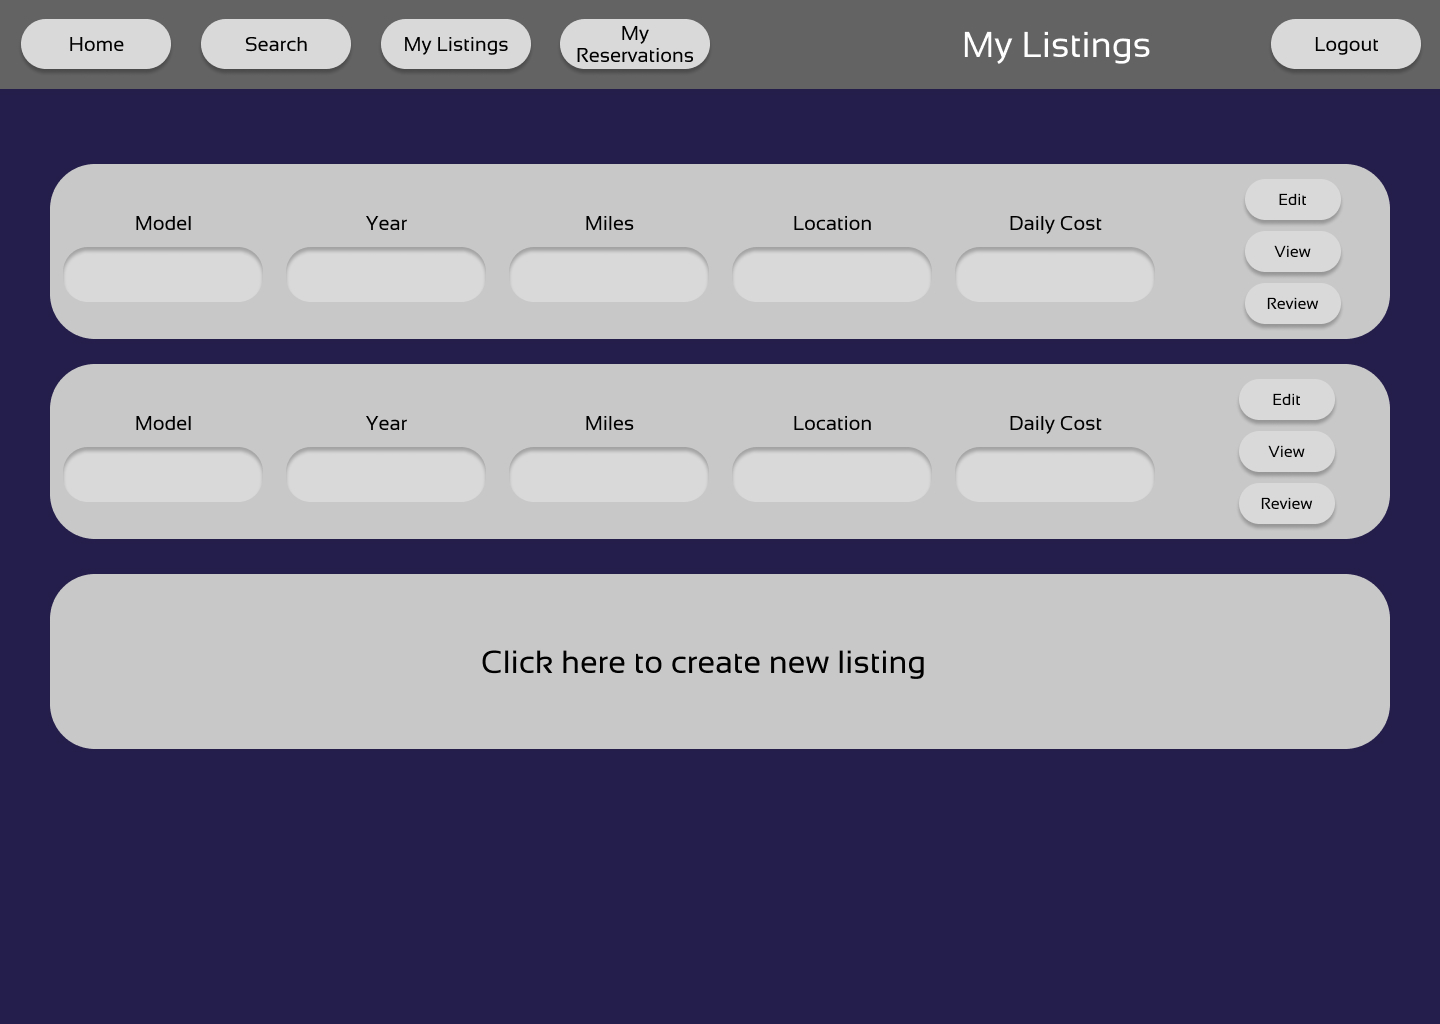 Home
Search
My Listings
My
Reservations
My Listings
Logout
Model
Year
Miles
Location
Daily Cost
Edit
View
Review
Model
Year
Miles
Location
Daily Cost
Edit
View
Review
Click here to create new listing